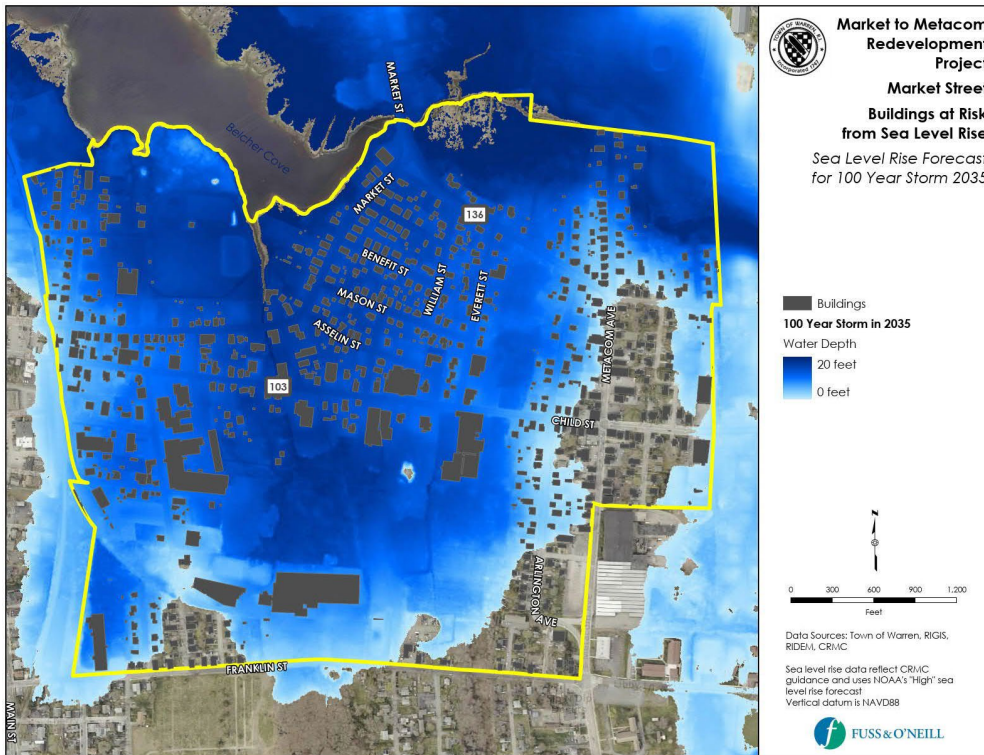 Market to Metacom
Redevelopment
Project
Market Street
Buildings at Risk
from Sea Level Rise
Sea Level Rise Forecast
for 100 Year Storm 2035
TOWN OF WARREN, R.I.
Incorporated 1747
Buildings
100 Year Storm in 2035
Water Depth
20 feet
0 feet
N
0 300 600 900 1,200
Feet
Data Sources: Town of Warren, RIGIS,
RIDEM, CRMC
Sea level rise data reflect CRMC
guidance and uses NOAA's "High" sea
level rise forecast
Vertical datum is NAVD88
f FUSS & O'NEILL
MARKET ST
Belcher Cove
MARKET ST
136
BENEFIT ST
WILLIAM ST
EVERETT ST
MASON ST
ASSELIN ST
METACOM AVE
103
CHILD ST
ARLINGTON AVE
FRANKLIN ST
MAIN ST